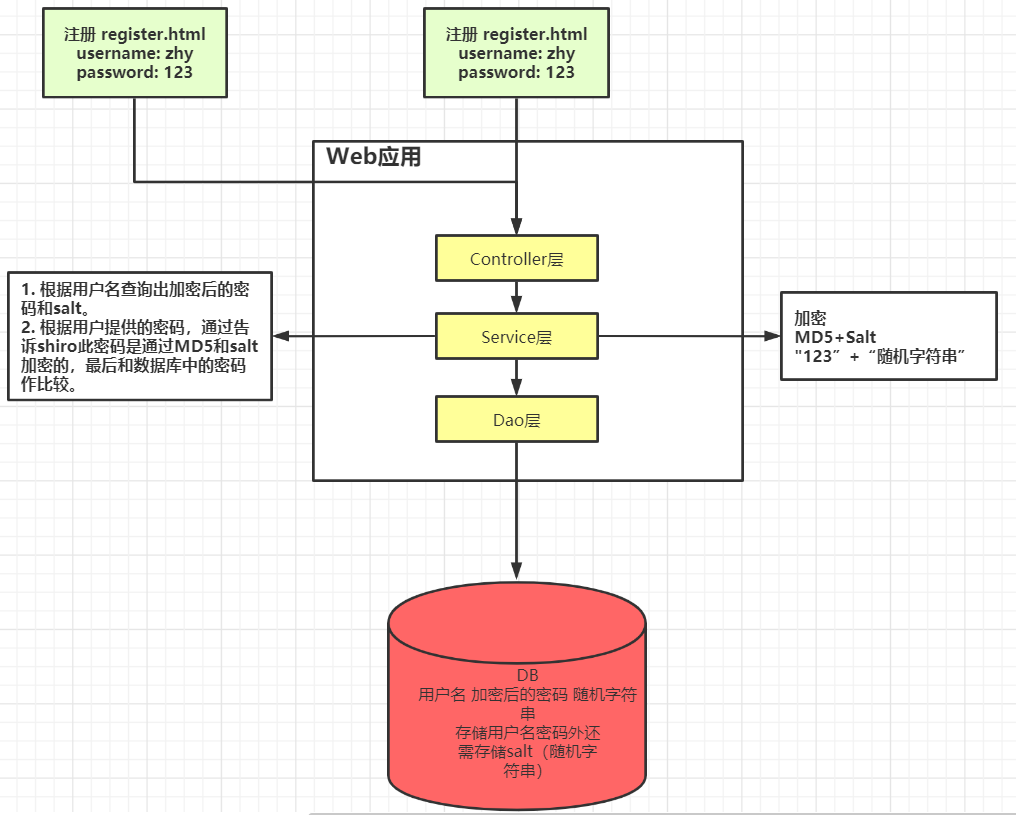 注册 register.html
username: zhy
password: 123
注册 register.html
username: zhy
password: 123
Web应用
Controller层
1. 根据用户名查询出加密后的密
码和salt。
2. 根据用户提供的密码，通过告
诉shiro此密码是通过MD5和salt
加密的，最后和数据库中的密码
作比较。
Service层
加密
MD5+Salt
"123”+“随机字符串”
Dao层
DB
用户名 加密后的密码 随机字符
串
存储用户名密码外还
需存储salt（随机字
符串）